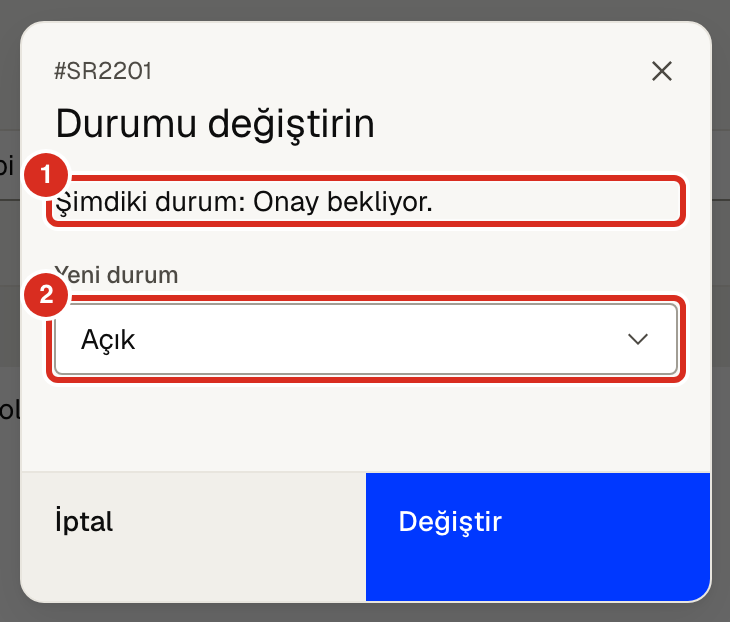 #SR2201
Durumu değiştirin
1
Şimdiki durum: Onay bekliyor.
Yeni durum
2
Açık
İptal
Değiştir